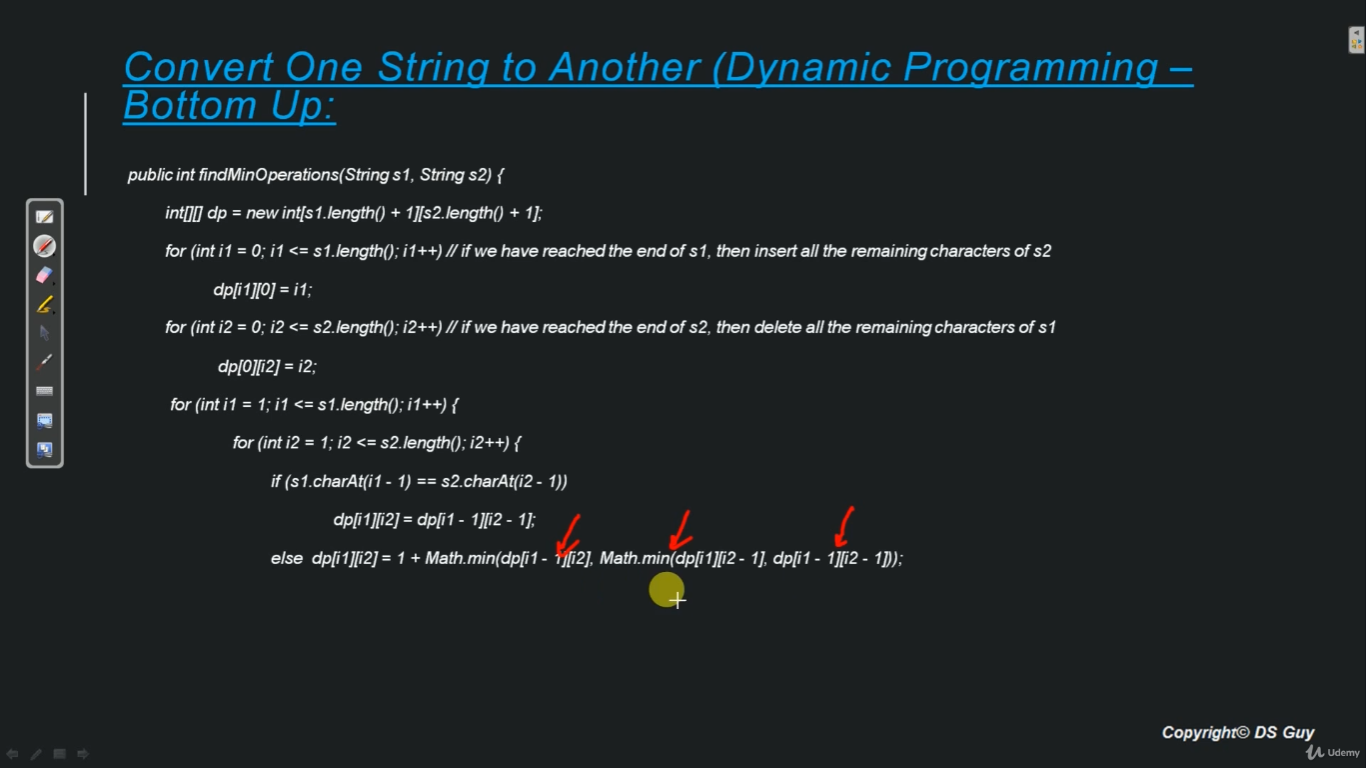 Convert One String to Another (Dynamic Programming –
Bottom Up:
public int findMinOperations(String s1, String s2) {
int[][] dp = new int[s1.length() + 1][s2.length() + 1];
for (int i1 = 0; i1 <= s1.length(); i1++) // if we have reached the end of s1, then insert all the remaining characters of s2
dp[i1][0] = i1;
for (int i2 = 0; i2 <= s2.length(); i2++) // if we have reached the end of s2, then delete all the remaining characters of s1
dp[0][i2] = i2;
for (int i1 = 1; i1 <= s1.length(); i1++) {
for (int i2 = 1; i2 <= s2.length(); i2++) {
if (s1.charAt(i1 - 1) == s2.charAt(i2 - 1))
dp[i1][i2] = dp[i1 - 1][i2 - 1];
else dp[i1][i2] = 1 + Math.min(dp[i1 - 1][i2], Math.min(dp[i1][i2 - 1], dp[i1 - 1][i2 - 1]));
Copyright© DS Guy
Udemy